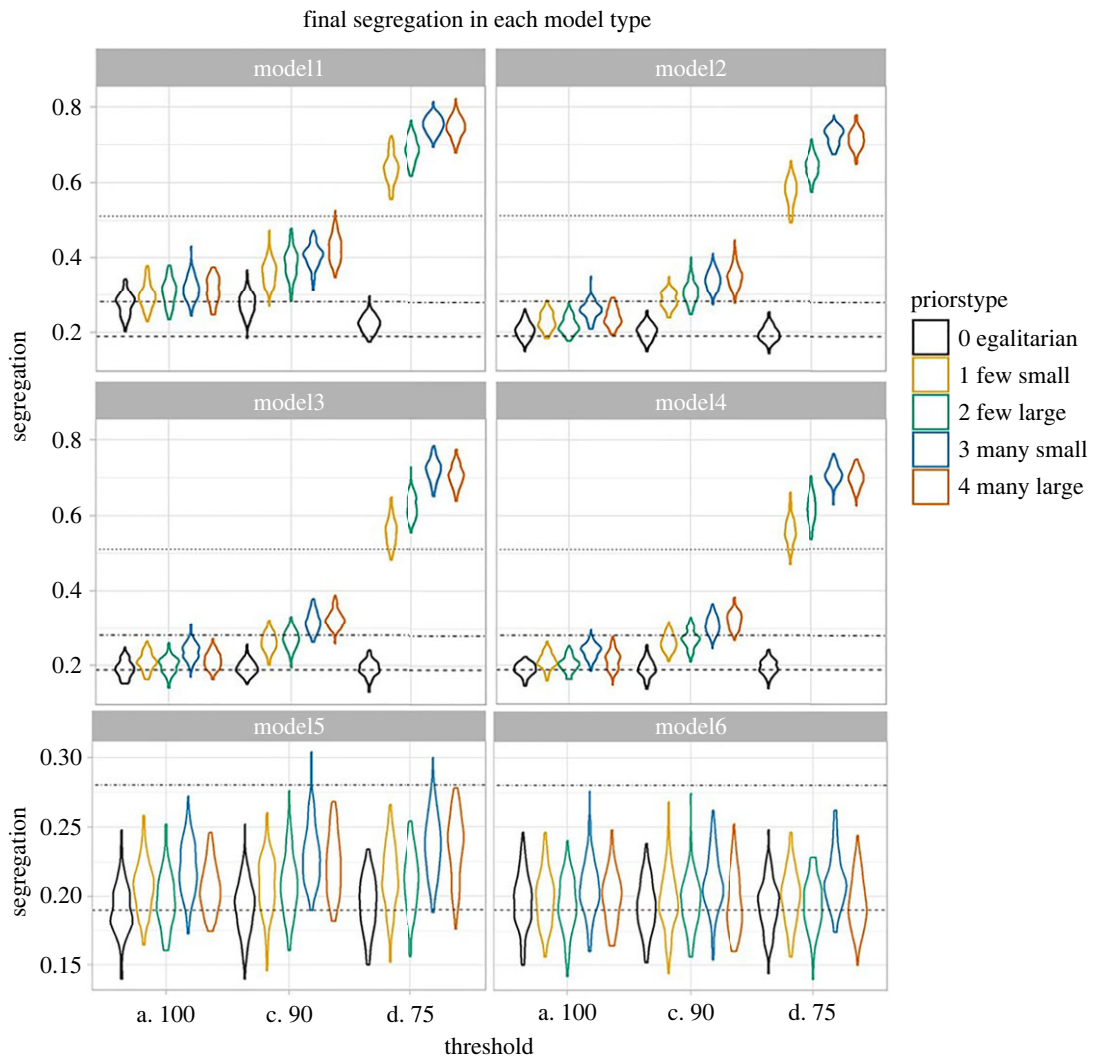 final segregation in each model type
model1
model2
0.8
0.6
0.4
0.2
segregation
model3
model4
0.8
0.6
0.4
0.2
model5
model6
0.30
0.25
0.20
0.15
segregation
a. 100
c. 90
d. 75
a. 100
c. 90
d. 75
threshold
priorstype
0 egalitarian
1 few small
2 few large
3 many small
4 many large